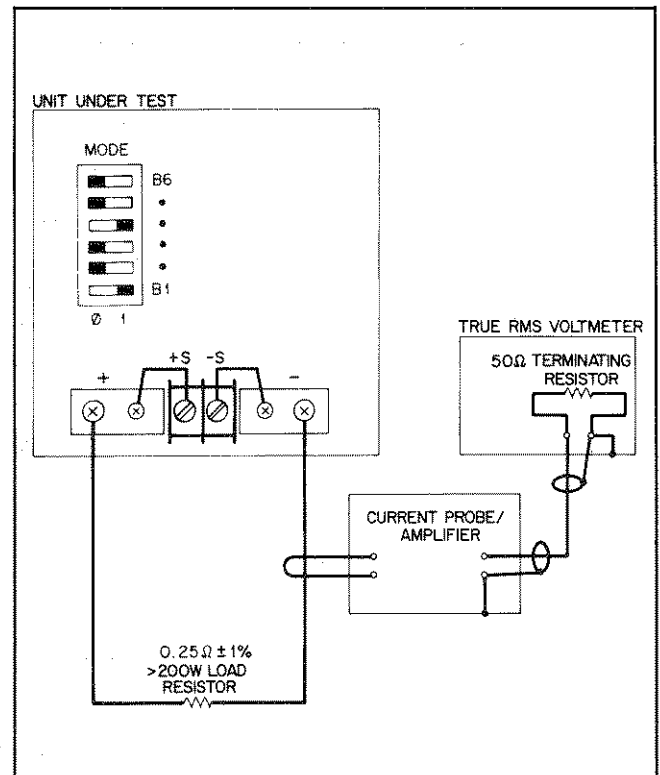 UNIT UNDER TEST
MODE
B6
B1
0 1
+S -S
+ -
TRUE RMS VOLTMETER
50Ω TERMINATING
RESISTOR
CURRENT PROBE/
AMPLIFIER
0.25Ω±1%
>200W LOAD
RESISTOR